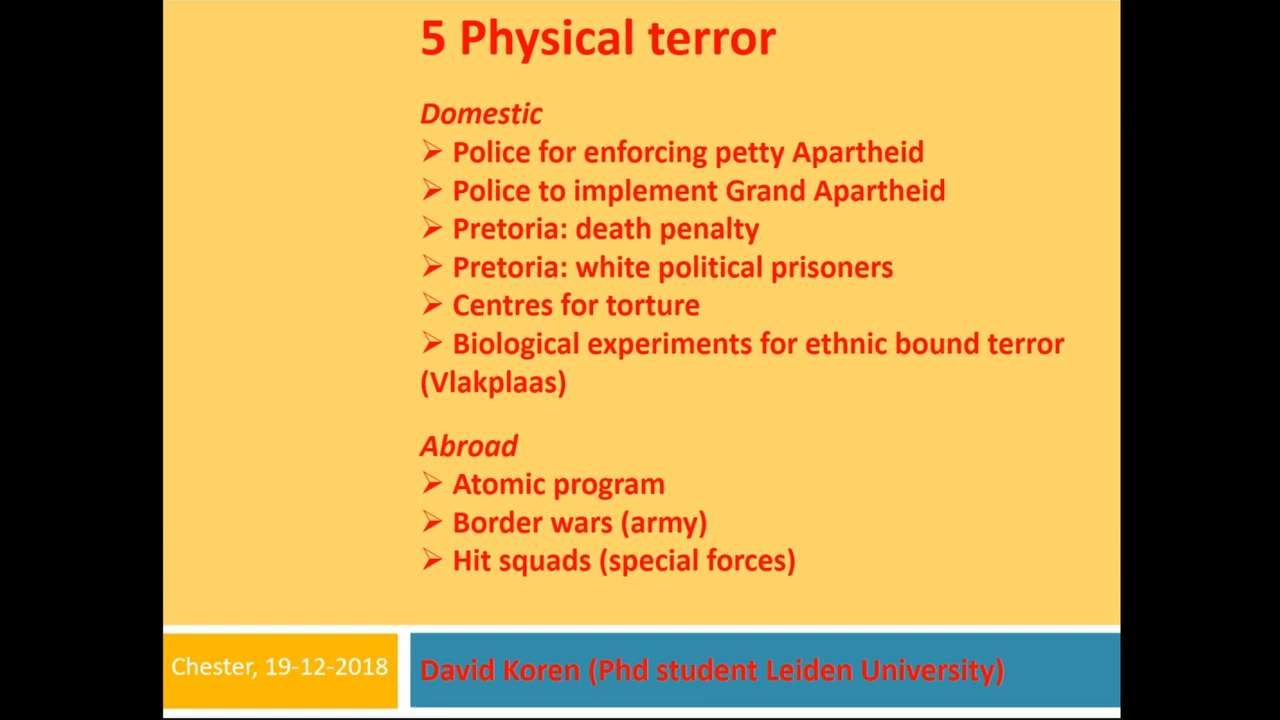 5 Physical terror
Domestic
➢ Police for enforcing petty Apartheid
➢ Police to implement Grand Apartheid
➢ Pretoria: death penalty
➢ Pretoria: white political prisoners
➢ Centres for torture
➢ Biological experiments for ethnic bound terror
(Vlakplaas)
Abroad
➢ Atomic program
➢ Border wars (army)
➢ Hit squads (special forces)
Chester, 19-12-2018
David Koren (Phd student Leiden University)